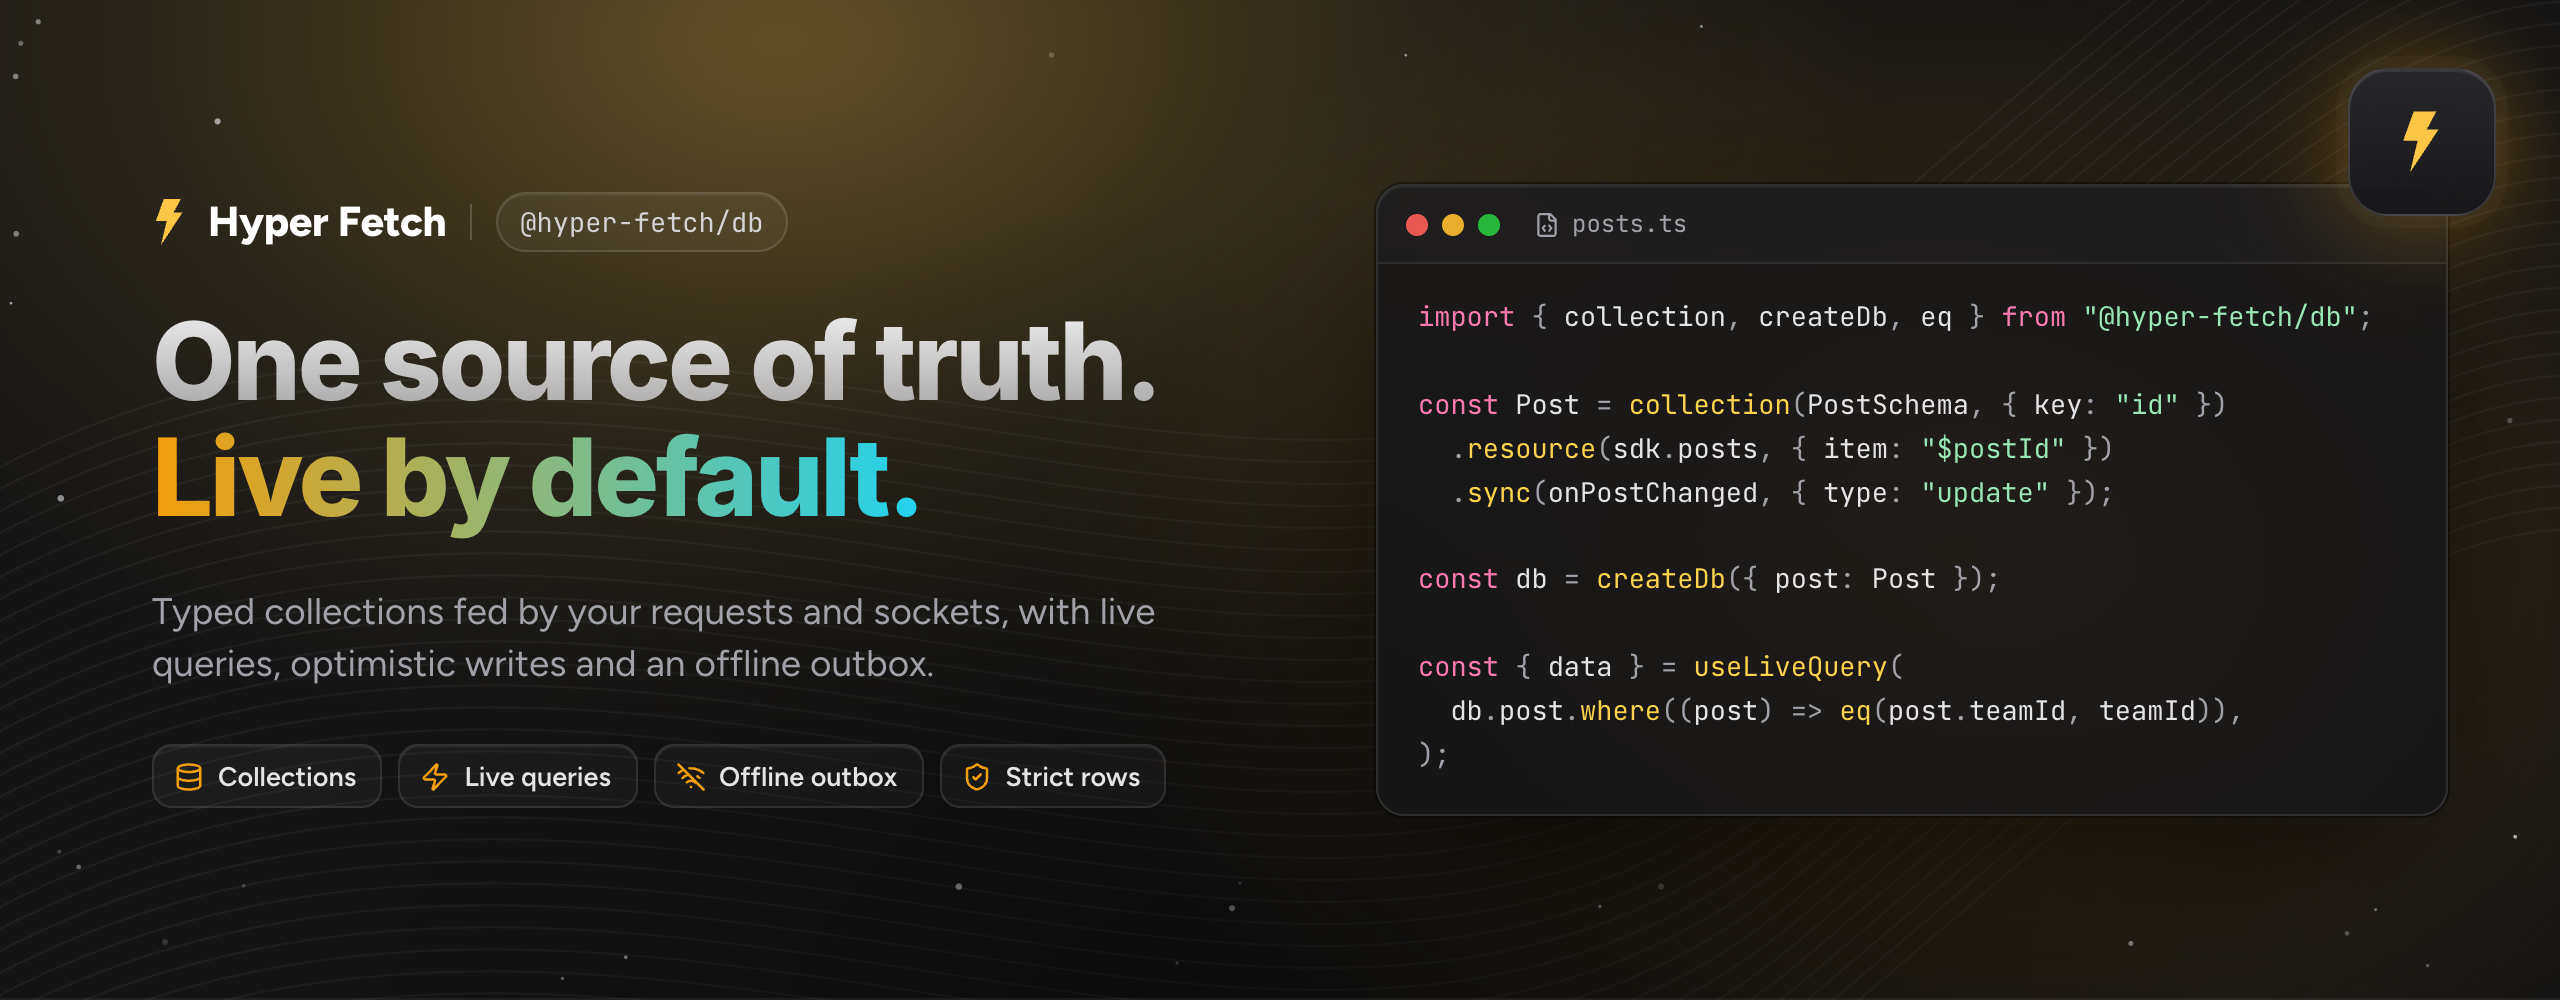 Hyper Fetch
@hyper-fetch/db
One source of truth.
Live by default.
Typed collections fed by your requests and sockets, with live
queries, optimistic writes and an offline outbox.
Collections
Live queries
Offline outbox
Strict rows
posts.ts
import { collection, createDb, eq } from "@hyper-fetch/db";
const Post = collection(PostSchema, { key: "id" })
  .resource(sdk.posts, { item: "$postId" })
  .sync(onPostChanged, { type: "update" });
const db = createDb({ post: Post });
const { data } = useLiveQuery(
  db.post.where((post) => eq(post.teamId, teamId)),
);